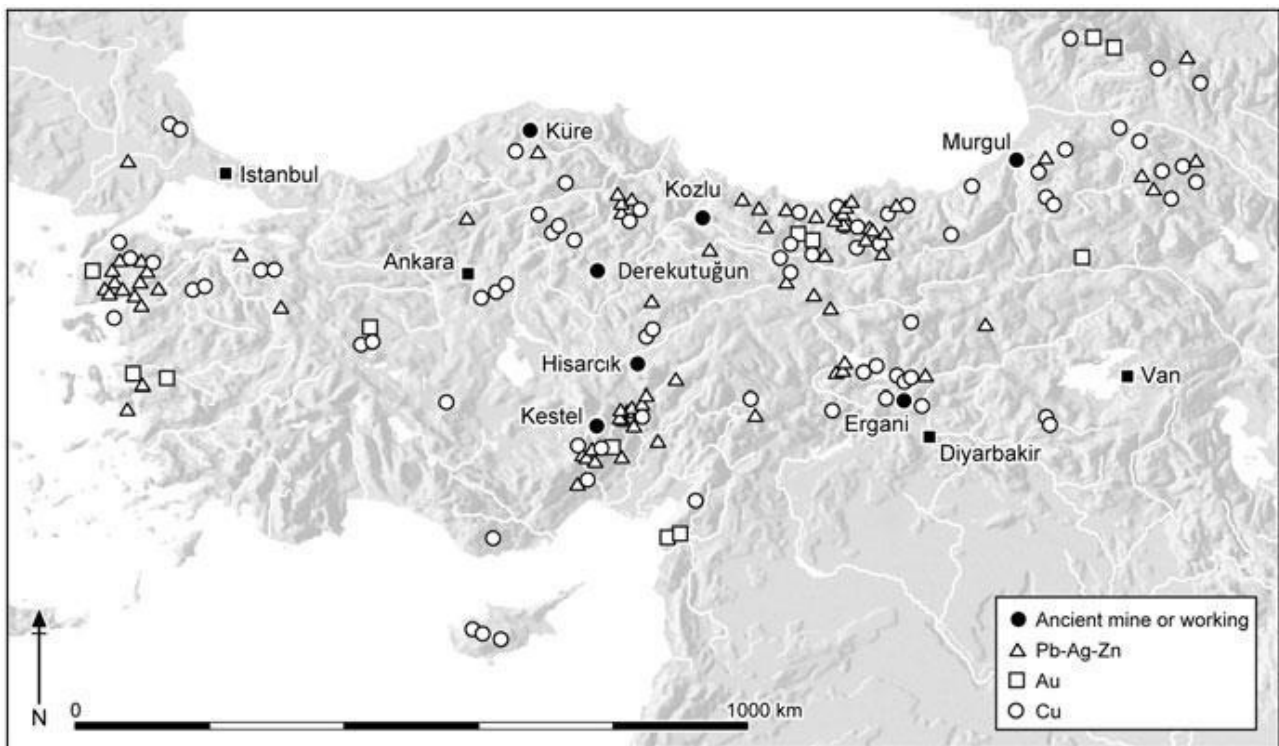 Küre
Murgul
Istanbul
Kozlu
Ankara
Derekutuğun
Hisarcık
Van
Kestel
Ergani
Diyarbakir
Ancient mine or working
Pb-Ag-Zn
Au
Cu
N
0
1000 km